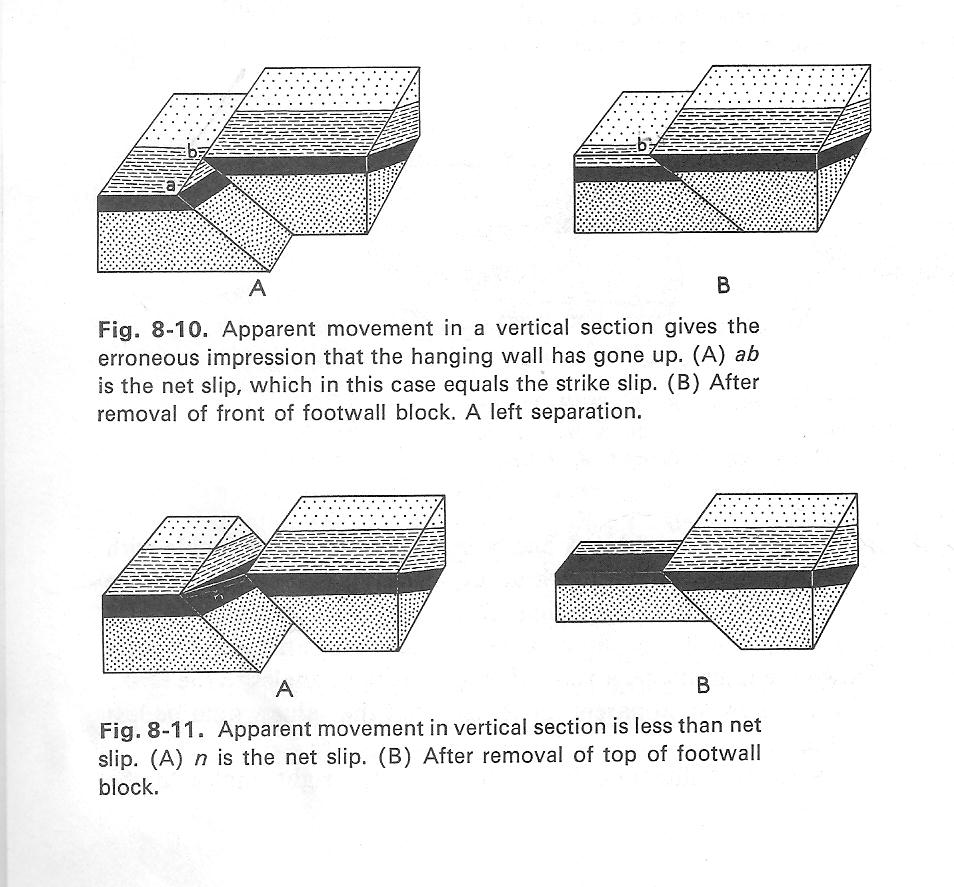 b
a
b
A
B
Fig. 8-10. Apparent movement in a vertical section gives the
erroneous impression that the hanging wall has gone up. (A) ab
is the net slip, which in this case equals the strike slip. (B) After
removal of front of footwall block. A left separation.
A
B
Fig. 8-11. Apparent movement in vertical section is less than net
slip. (A) n is the net slip. (B) After removal of top of footwall
block.